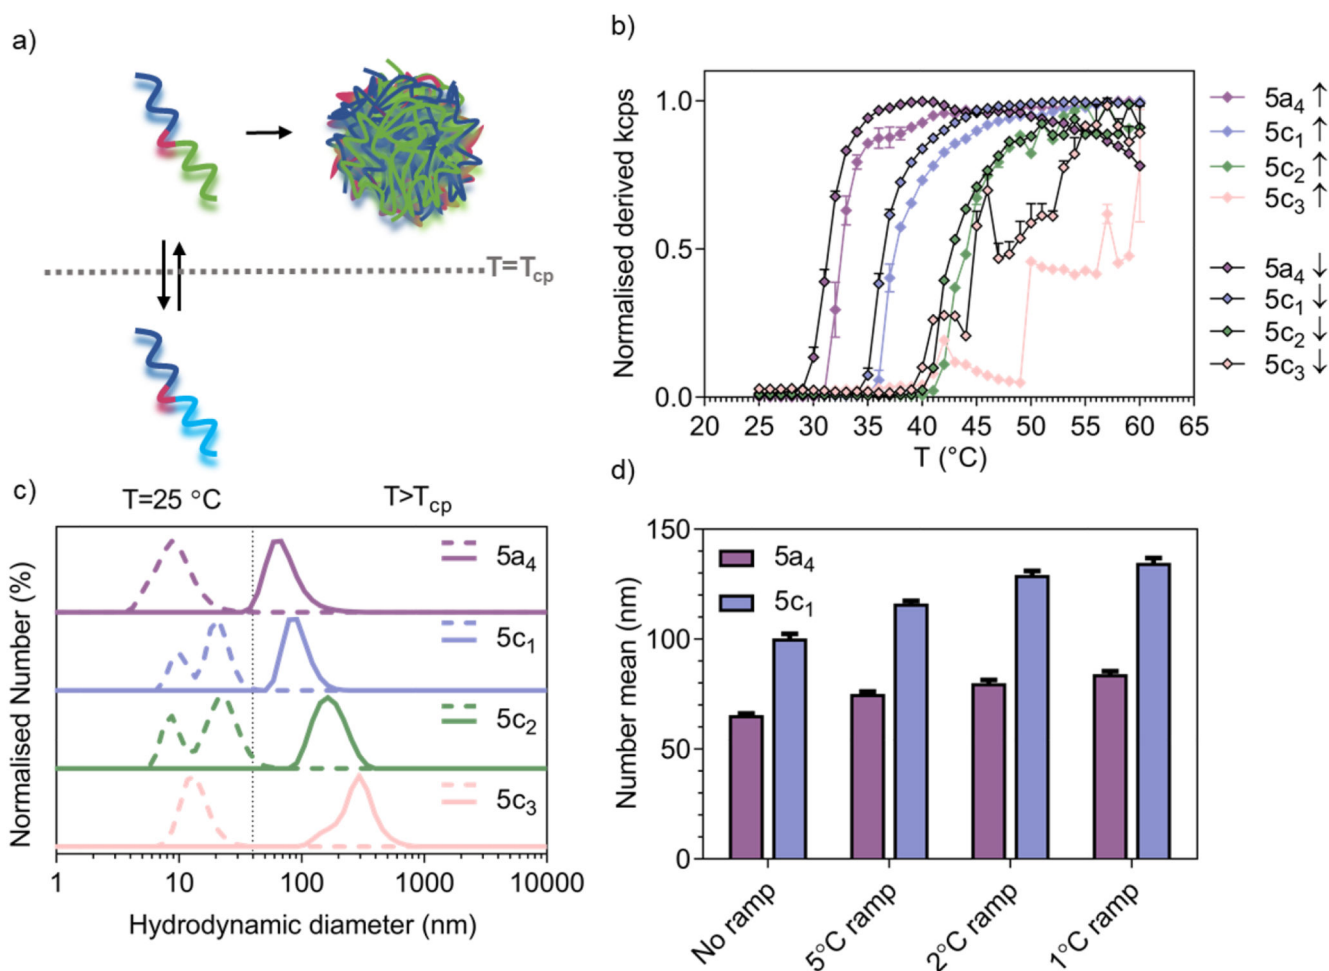 a)
T=Tcp
b)
Normalised derived kcps
1.0
0.5
0.0
20 25 30 35 40 45 50 55 60 65
T (°C)
5a4 ↑
5c1 ↑
5c2 ↑
5c3 ↑
5a4 ↓
5c1 ↓
5c2 ↓
5c3 ↓
c)
T=25 °C T>Tcp
Normalised Number (%)
5a4
5c1
5c2
5c3
1 10 100 1000 10000
Hydrodynamic diameter (nm)
d)
Number mean (nm)
150
100
50
0
5a4
5c1
No ramp
5°C ramp
2°C ramp
1°C ramp